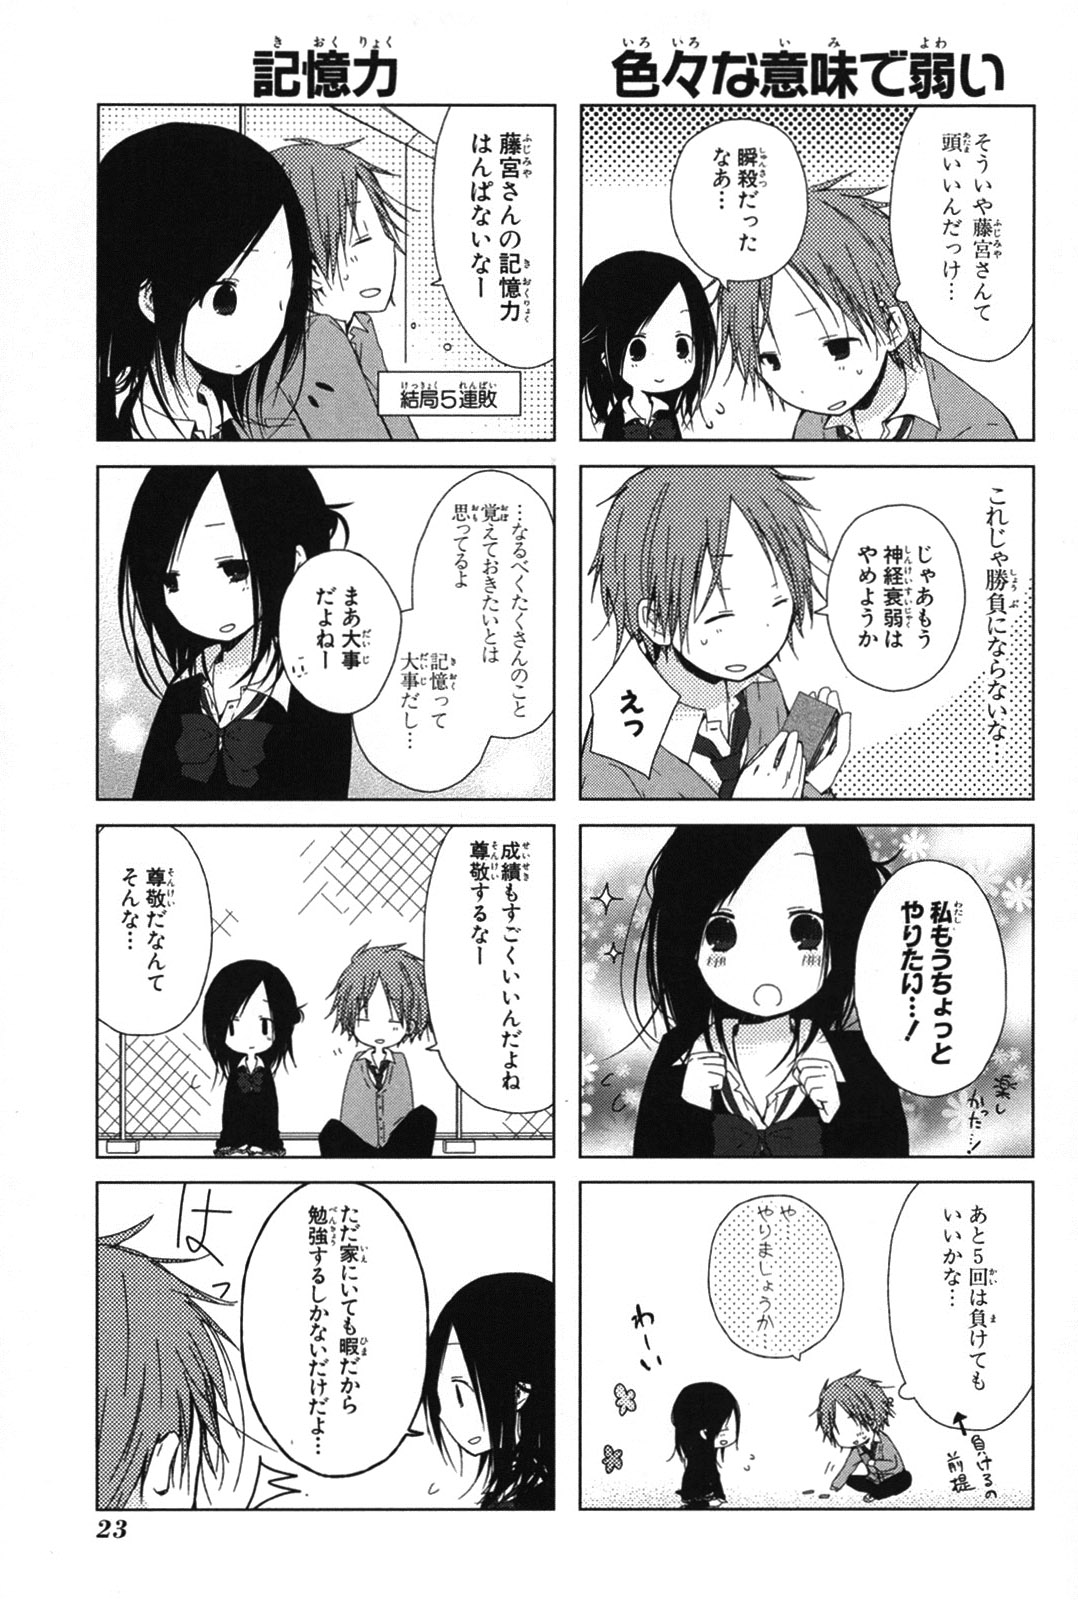 色々な意味で弱い
そういや藤宮さんて
頭いいんだっけ…
瞬殺だった
なあ…
これじゃ勝負にならないな…
じゃあもう
神経衰弱は
やめようか
えっ
私もうちょっと
やりたい…！
楽し
かった…！
あと5回は負けても
いいかな…
負けるの
前提
や…
やりましょうか…
わーい
記憶力
藤宮さんの記憶力
はんぱないなー
結局5連敗
…なるべくたくさんのこと
覚えておきたいとは
思ってるよ
記憶って
大事だし…
まあ大事
だよねー
成績もすごくいいんだよね
尊敬するなー
尊敬だなんて
そんな…
ただ家にいても暇だから
勉強するしかないだけだよ…
は
23